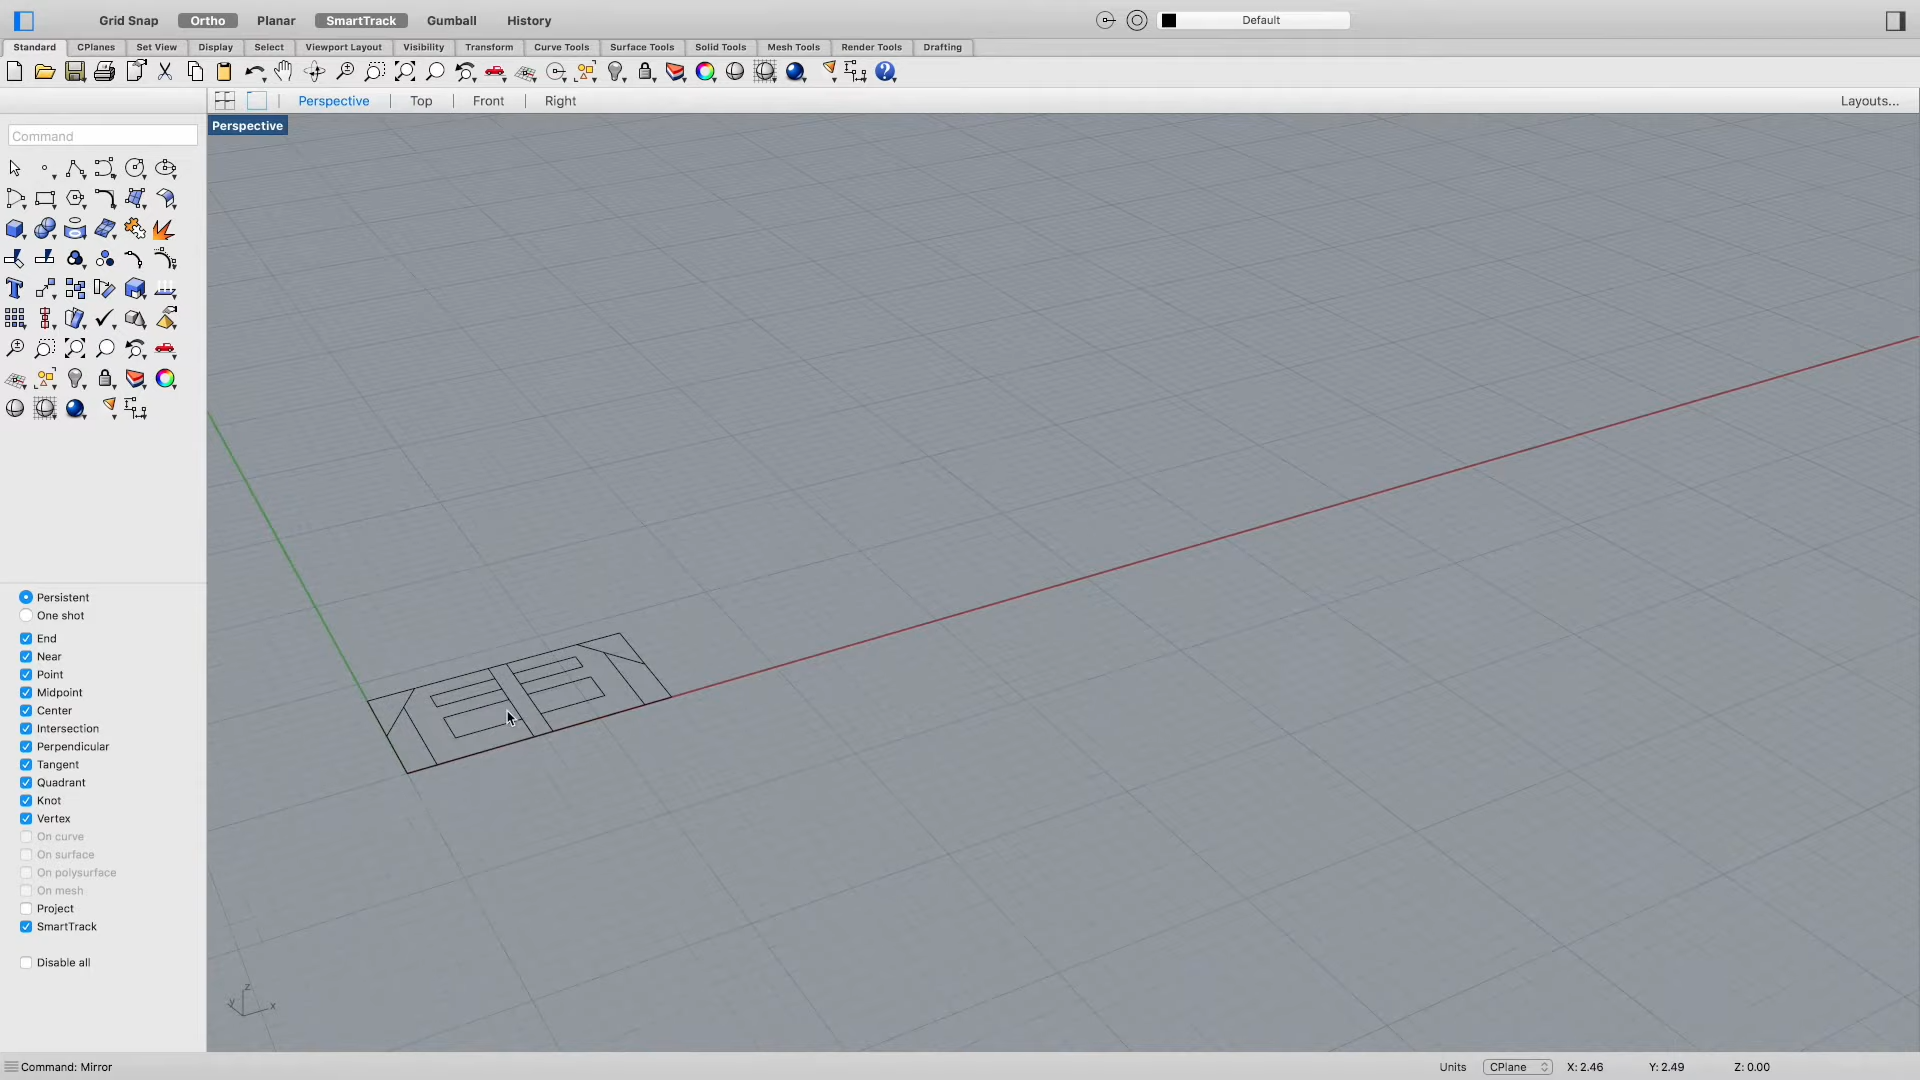 Grid Snap Ortho Planar SmartTrack Gumball History Default
Standard CPlanes Set View Display Select Viewport Layout Visibility Transform Curve Tools Surface Tools Solid Tools Mesh Tools Render Tools Drafting
Perspective Top Front Right Layouts...
Perspective
Command
Persistent
One shot
End
Near
Point
Midpoint
Center
Intersection
Perpendicular
Tangent
Quadrant
Knot
Vertex
On curve
On surface
On polysurface
On mesh
Project
SmartTrack
Disable all
z
y x
Command: Mirror Units CPlane X: 2.46 Y: 2.49 Z: 0.00